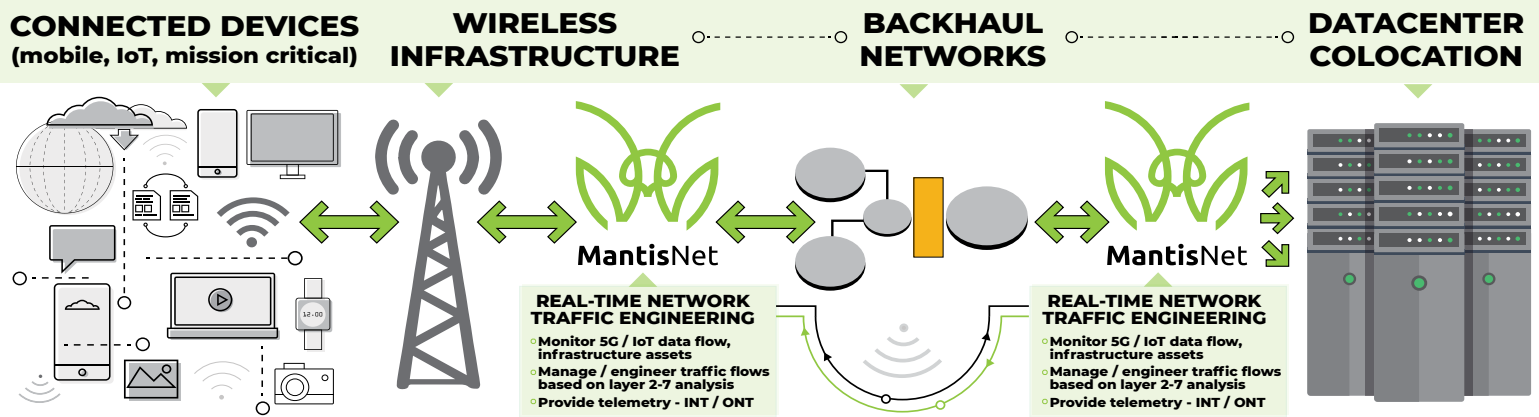 CONNECTED DEVICES
(mobile, IoT, mission critical)
WIRELESS
INFRASTRUCTURE
BACKHAUL
NETWORKS
DATACENTER
COLOCATION
12:00
MantisNet
REAL-TIME NETWORK
TRAFFIC ENGINEERING
Monitor 5G / IoT data flow,
infrastructure assets
Manage / engineer traffic flows
based on layer 2-7 analysis
Provide telemetry - INT / ONT
MantisNet
REAL-TIME NETWORK
TRAFFIC ENGINEERING
Monitor 5G / IoT data flow,
infrastructure assets
Manage / engineer traffic flows
based on layer 2-7 analysis
Provide telemetry - INT / ONT